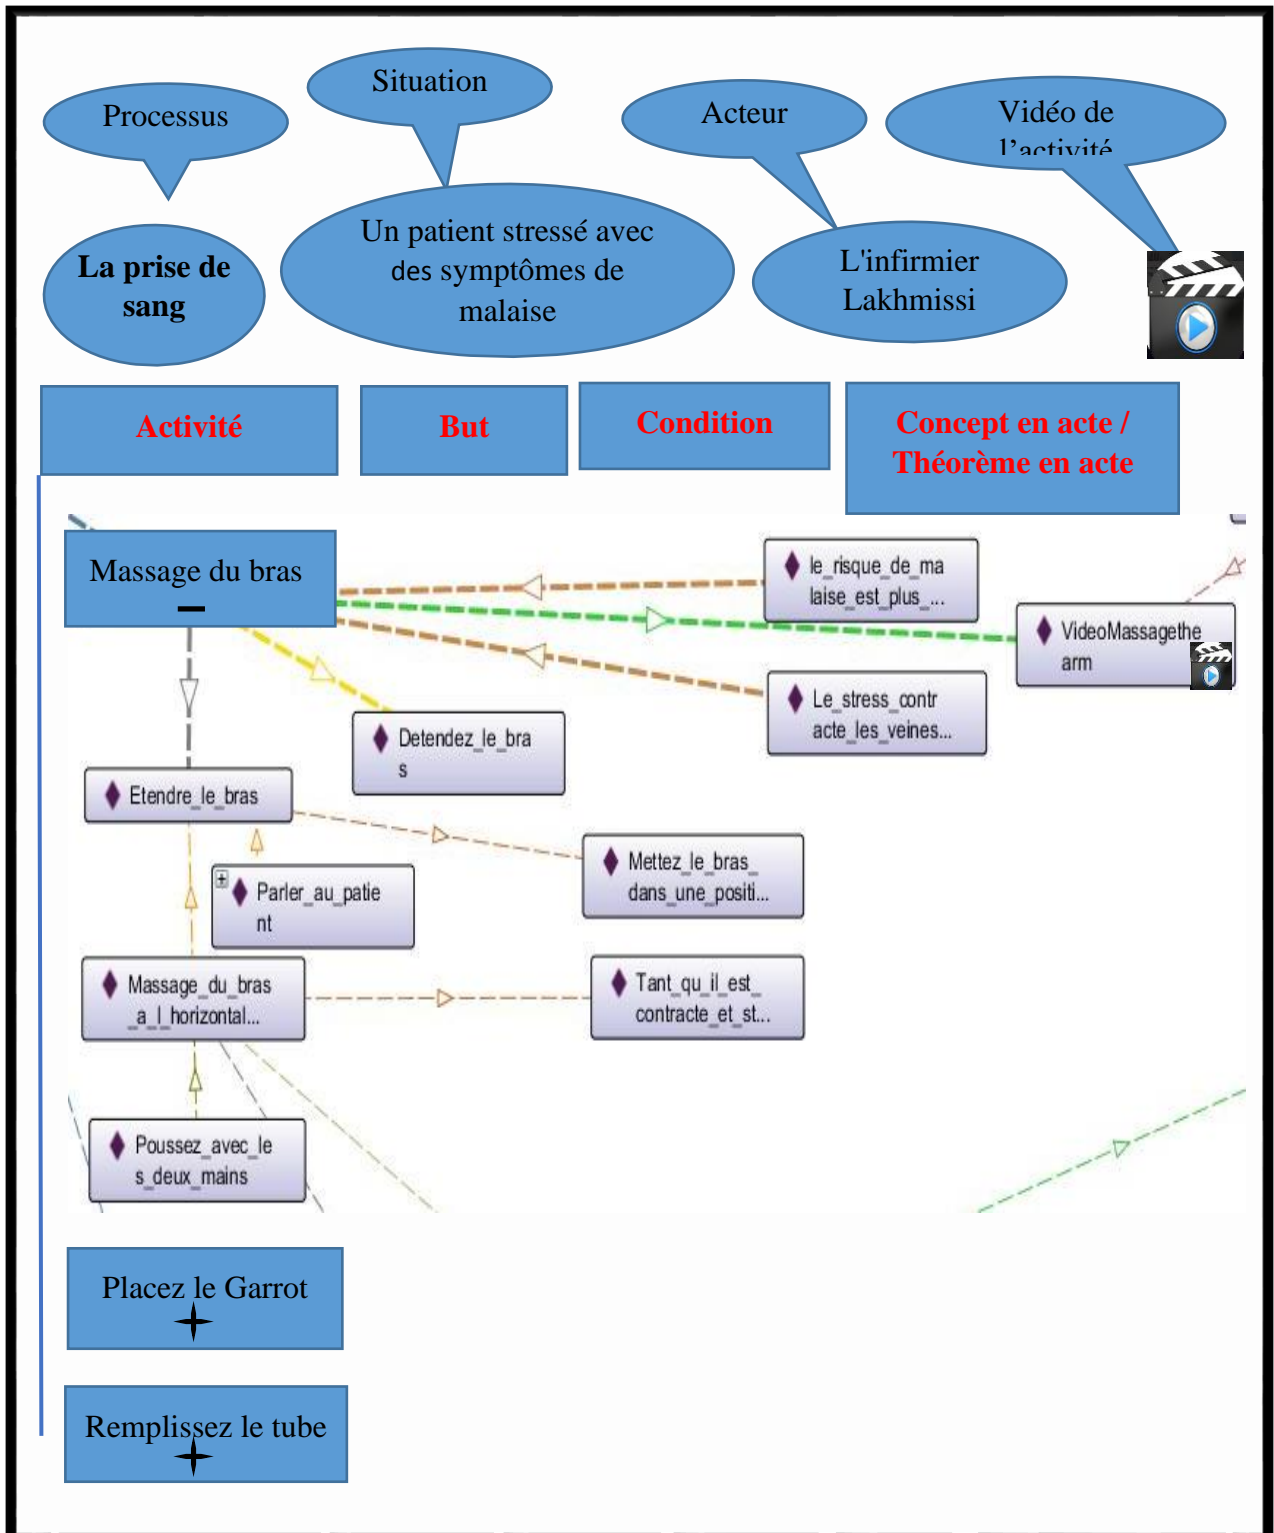 Processus
Situation
Acteur
Vidéo de
l'activité
La prise de
sang
Un patient stressé avec
des symptômes de
malaise
L'infirmier
Lakhmissi
Activité
But
Condition
Concept en acte /
Théorème en acte
Massage du bras
le_risque_de_ma
laise_est_plus_...
VideoMassagethe
arm
Le_stress_contr
acte_les_veines...
Detendez_le_bra
s
Etendre_le_bras
Mettez_le_bras_
dans_une_positi...
Parler_au_patie
nt
Massage_du_bras
_a_l_horizontal...
Tant_qu_il_est_
contracte_et_st...
Poussez_avec_le
s_deux_mains
Placez le Garrot
Remplissez le tube